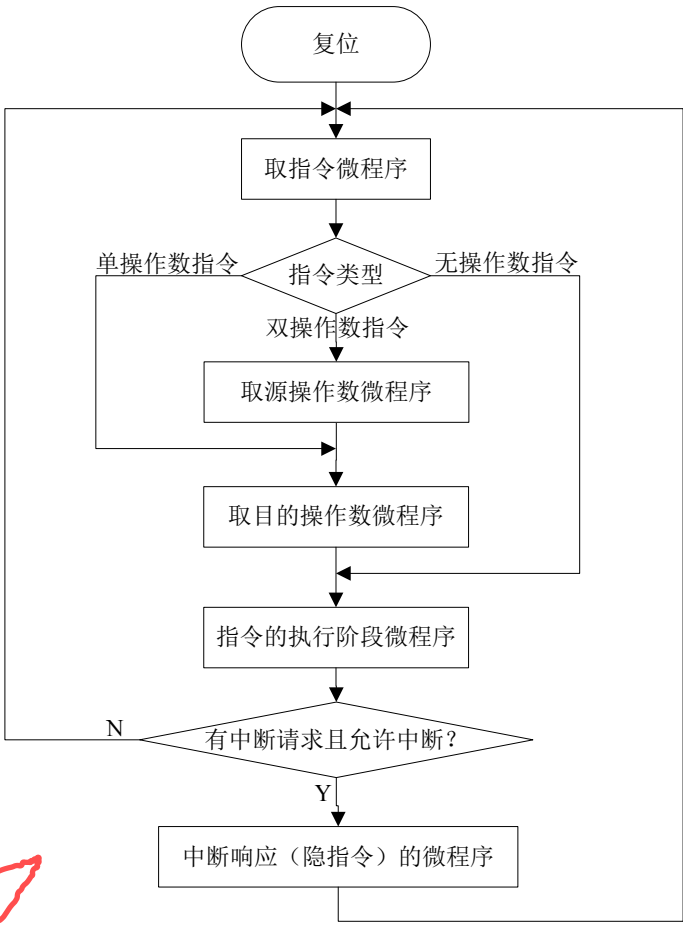 复位
取指令微程序
单操作数指令
指令类型
无操作数指令
双操作数指令
取源操作数微程序
取目的操作数微程序
指令的执行阶段微程序
N
有中断请求且允许中断？
Y
中断响应（隐指令）的微程序